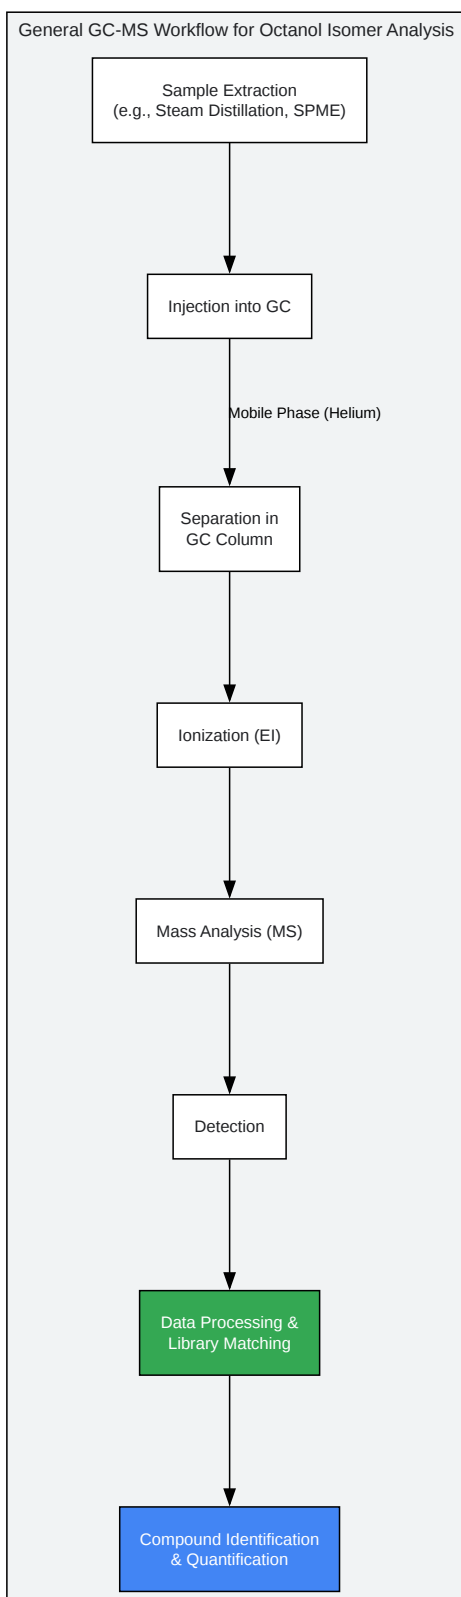 General GC-MS Workflow for Octanol Isomer Analysis
Sample Extraction
(e.g., Steam Distillation, SPME)
Injection into GC
Mobile Phase (Helium)
Separation in
GC Column
Ionization (EI)
Mass Analysis (MS)
Detection
Data Processing &
Library Matching
Compound Identification
& Quantification